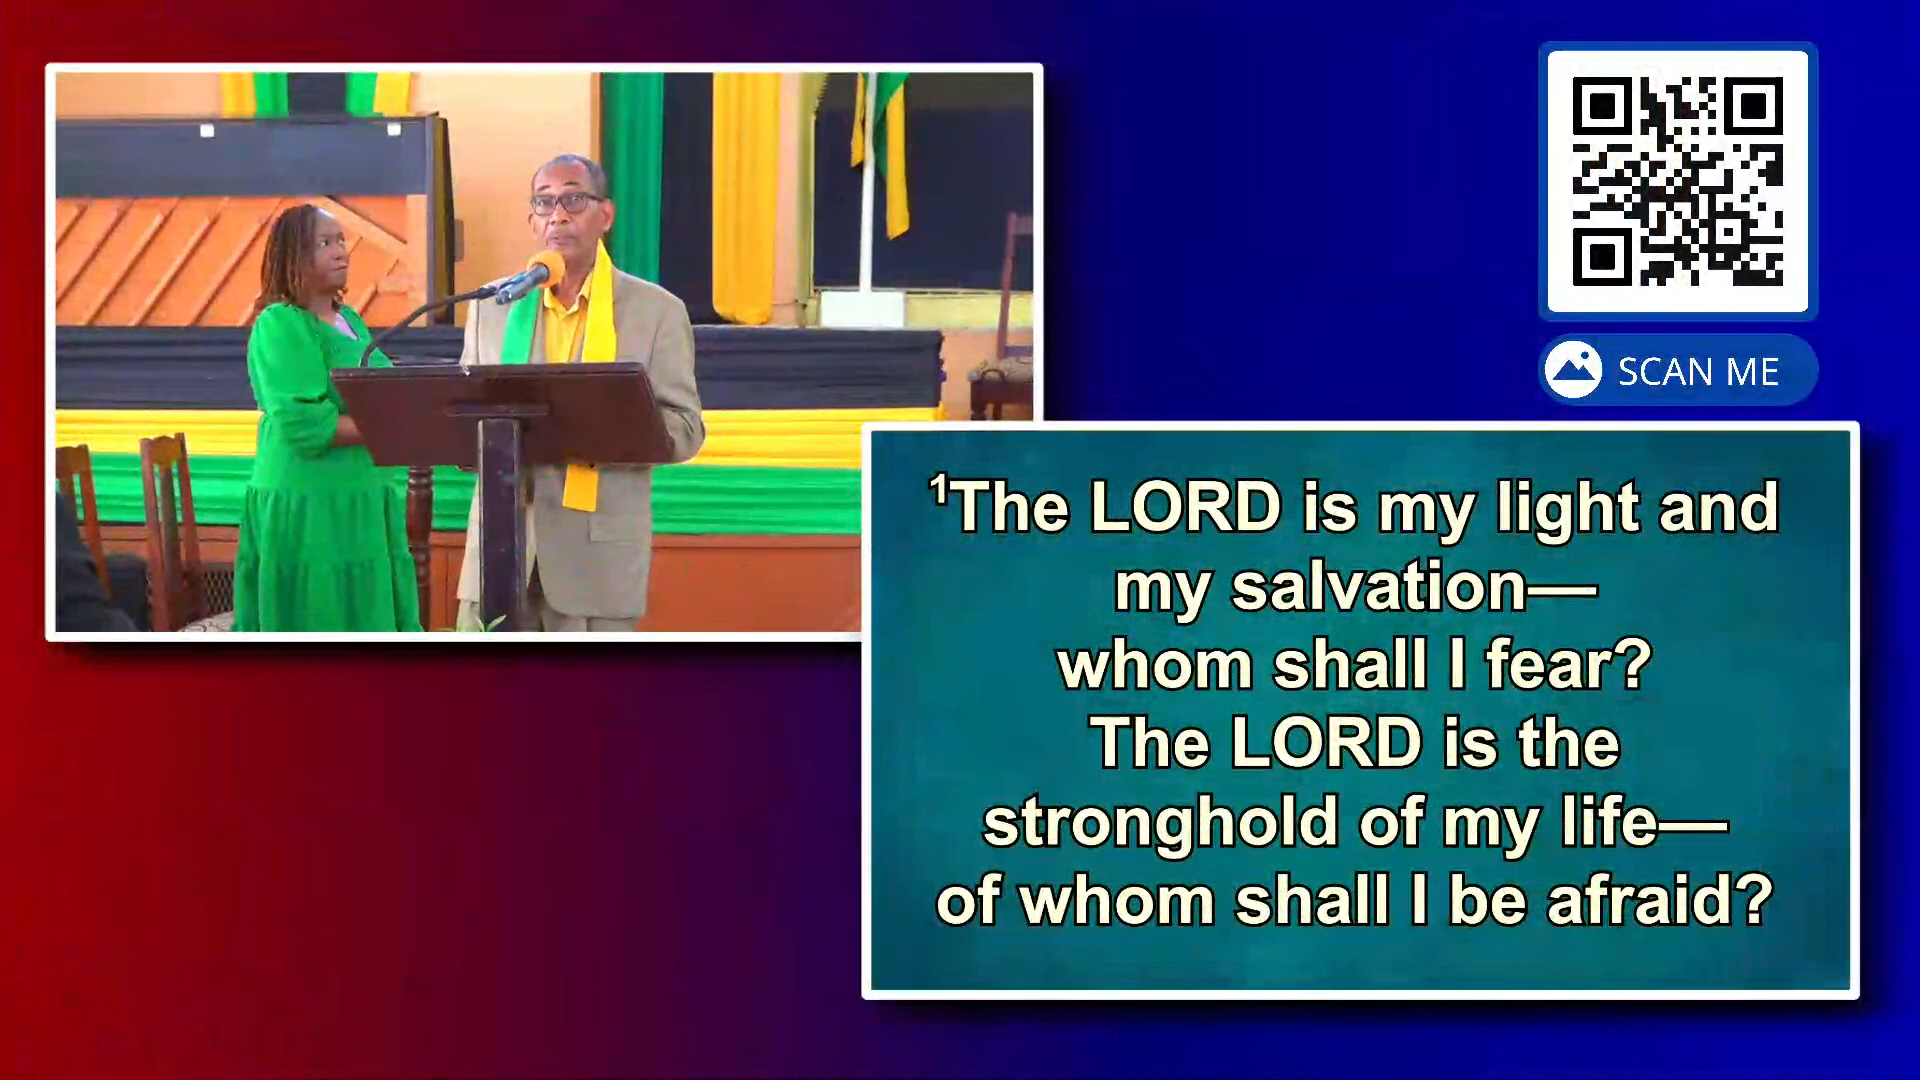 SCAN ME
¹The LORD is my light and
my salvation—
whom shall I fear?
The LORD is the
stronghold of my life—
of whom shall I be afraid?